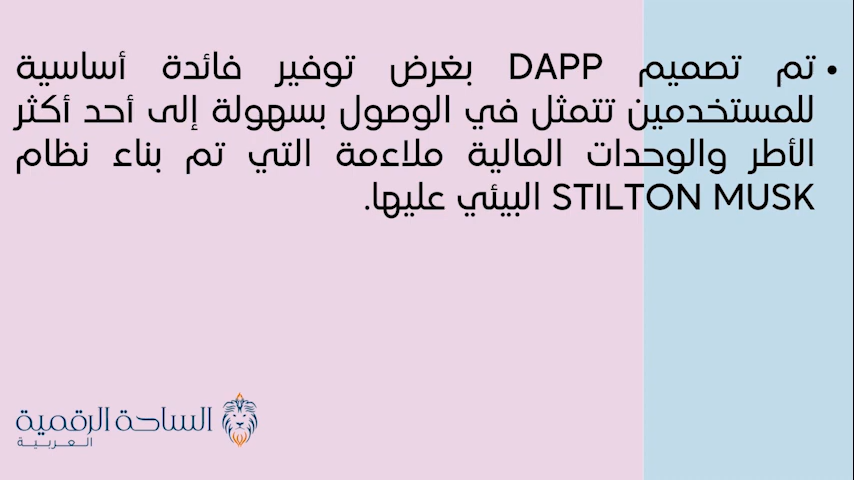 • تم تصميم DAPP بغرض توفير فائدة أساسية
للمستخدمين تتمثل في الوصول بسهولة إلى أحد أكثر
الأطر والوحدات المالية ملاءمة التي تم بناء نظام
STILTON MUSK البيئي عليها.
الساحة الرقمية
العربية